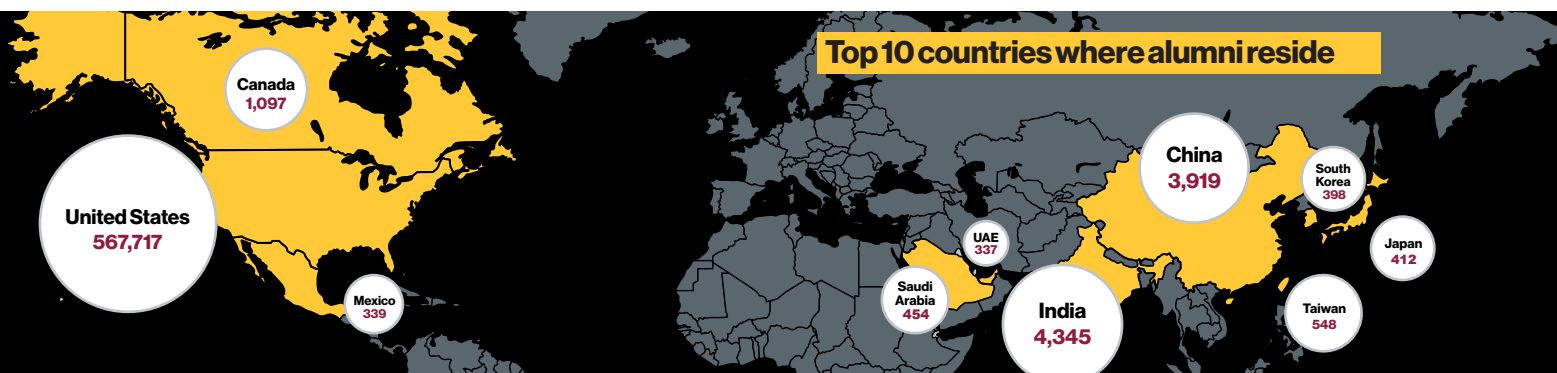 Top 10 countries where alumni reside
Canada
1,097
United States
567,717
Mexico
339
UAE
337
Saudi
Arabia
454
India
4,345
China
3,919
South
Korea
398
Japan
412
Taiwan
548